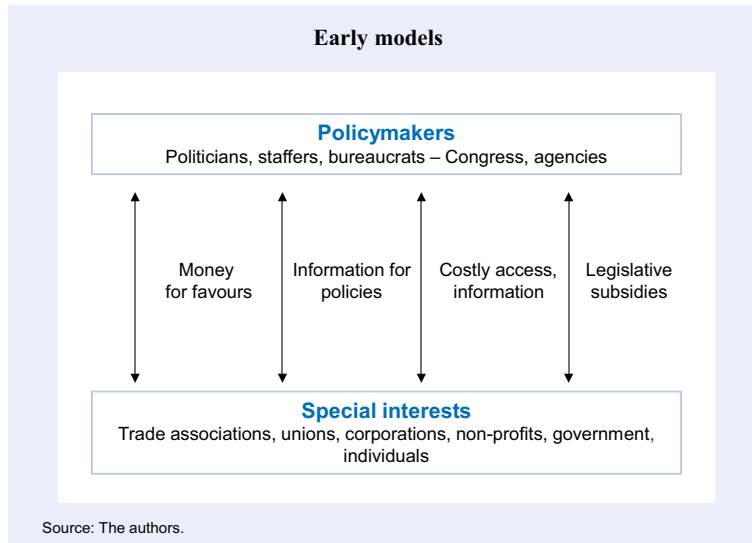 Early models
Policymakers
Politicians, staffers, bureaucrats – Congress, agencies
Money
for favours
Information for
policies
Costly access,
information
Legislative
subsidies
Special interests
Trade associations, unions, corporations, non-profits, government,
individuals
Source: The authors.